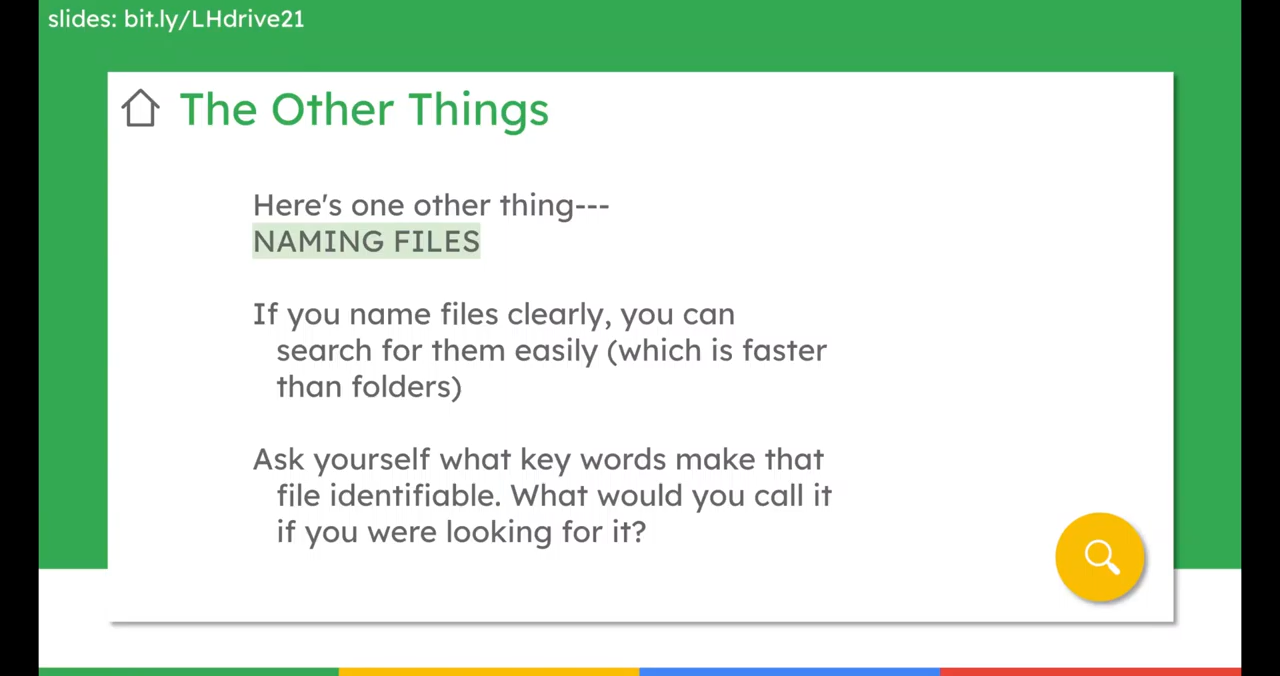 slides: bit.ly/LHdrive21
The Other Things
Here's one other thing---
NAMING FILES
If you name files clearly, you can
search for them easily (which is faster
than folders)
Ask yourself what key words make that
file identifiable. What would you call it
if you were looking for it?